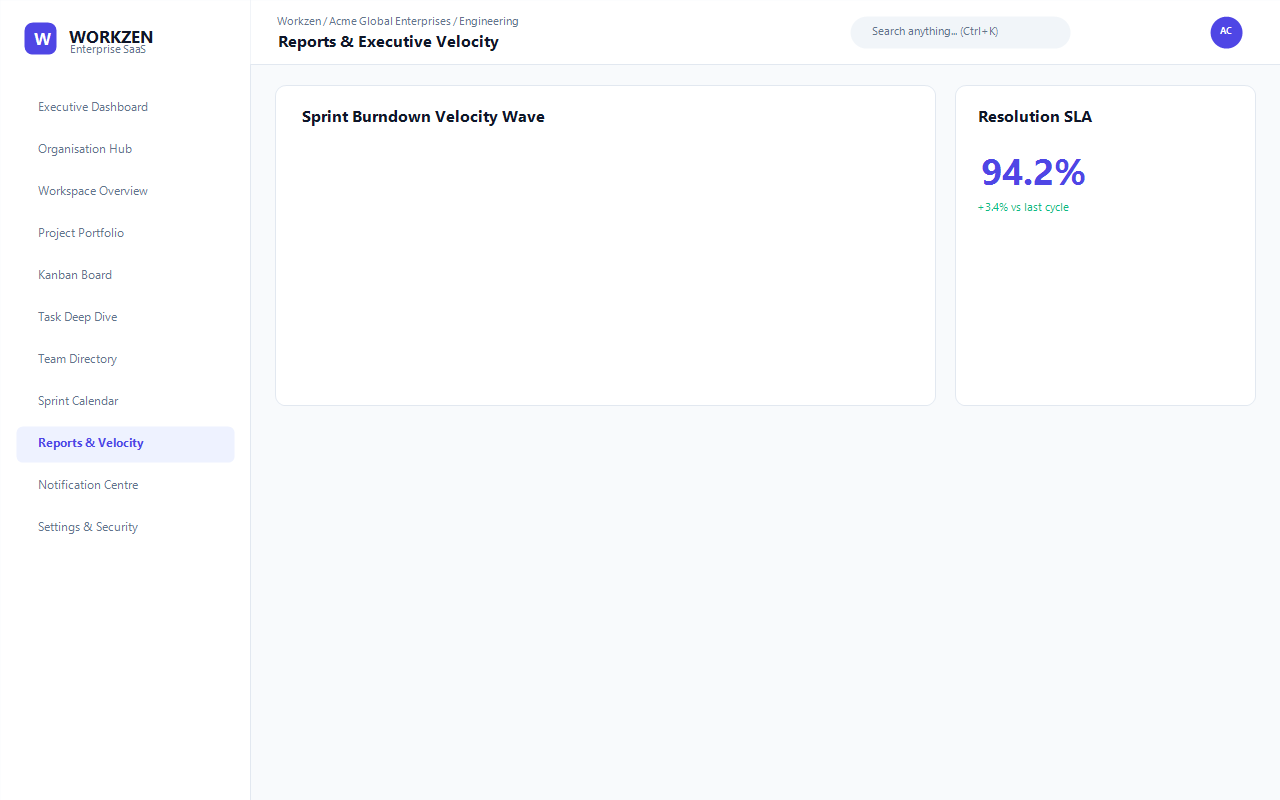 W
WORKZEN
Enterprise SaaS
Executive Dashboard
Organisation Hub
Workspace Overview
Project Portfolio
Kanban Board
Task Deep Dive
Team Directory
Sprint Calendar
Reports & Velocity
Notification Centre
Settings & Security
Workzen / Acme Global Enterprises / Engineering
Reports & Executive Velocity
Search anything... (Ctrl+K)
AC
Sprint Burndown Velocity Wave
Resolution SLA
94.2%
+3.4% vs last cycle